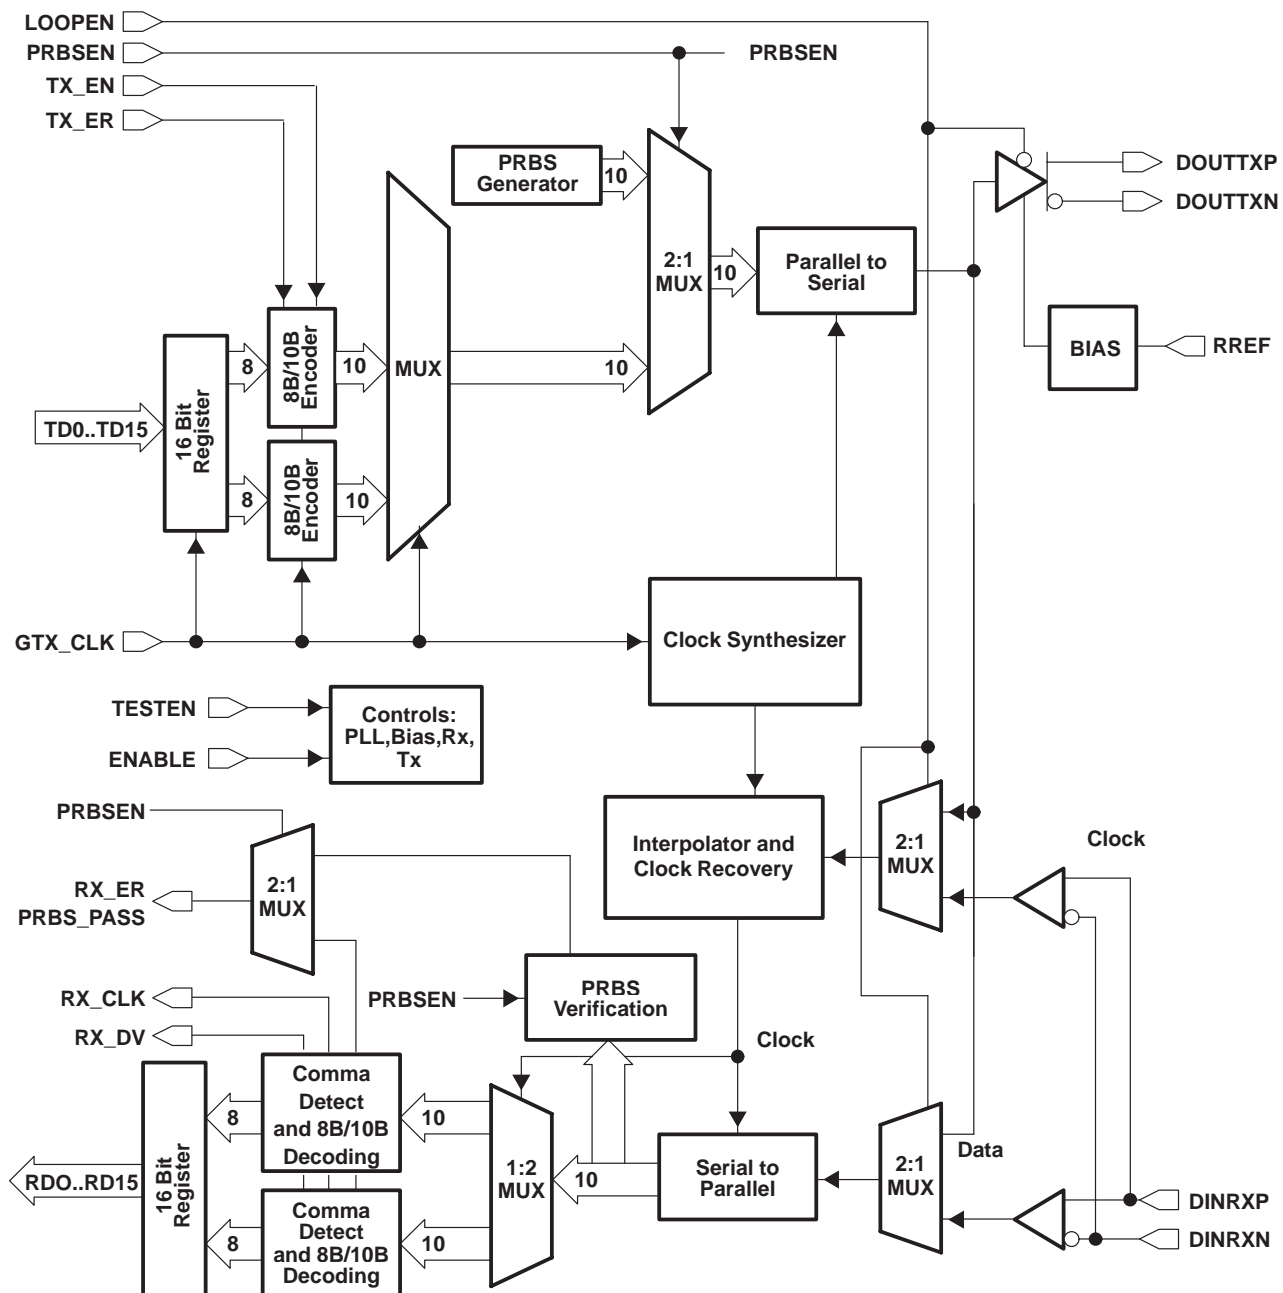 LOOPEN
PRBSEN
PRBSEN
TX_EN
TX_ER
PRBS
Generator
10
DOUTTXP
DOUTTXN
2:1
MUX
10
Parallel to
Serial
BIAS
RREF
TD0..TD15
16 Bit
Register
8
8B/10B
Encoder
10
MUX
10
8
8B/10B
Encoder
10
GTX_CLK
Clock Synthesizer
TESTEN
ENABLE
Controls:
PLL,Bias,Rx,
Tx
PRBSEN
Interpolator and
Clock Recovery
2:1
MUX
Clock
RX_ER
PRBS_PASS
2:1
MUX
RX_CLK
RX_DV
PRBSEN
PRBS
Verification
Clock
RDO..RD15
16 Bit
Register
8
Comma
Detect
and 8B/10B
Decoding
10
8
Comma
Detect
and 8B/10B
Decoding
10
1:2
MUX
10
Serial to
Parallel
2:1
MUX
Data
DINRXP
DINRXN